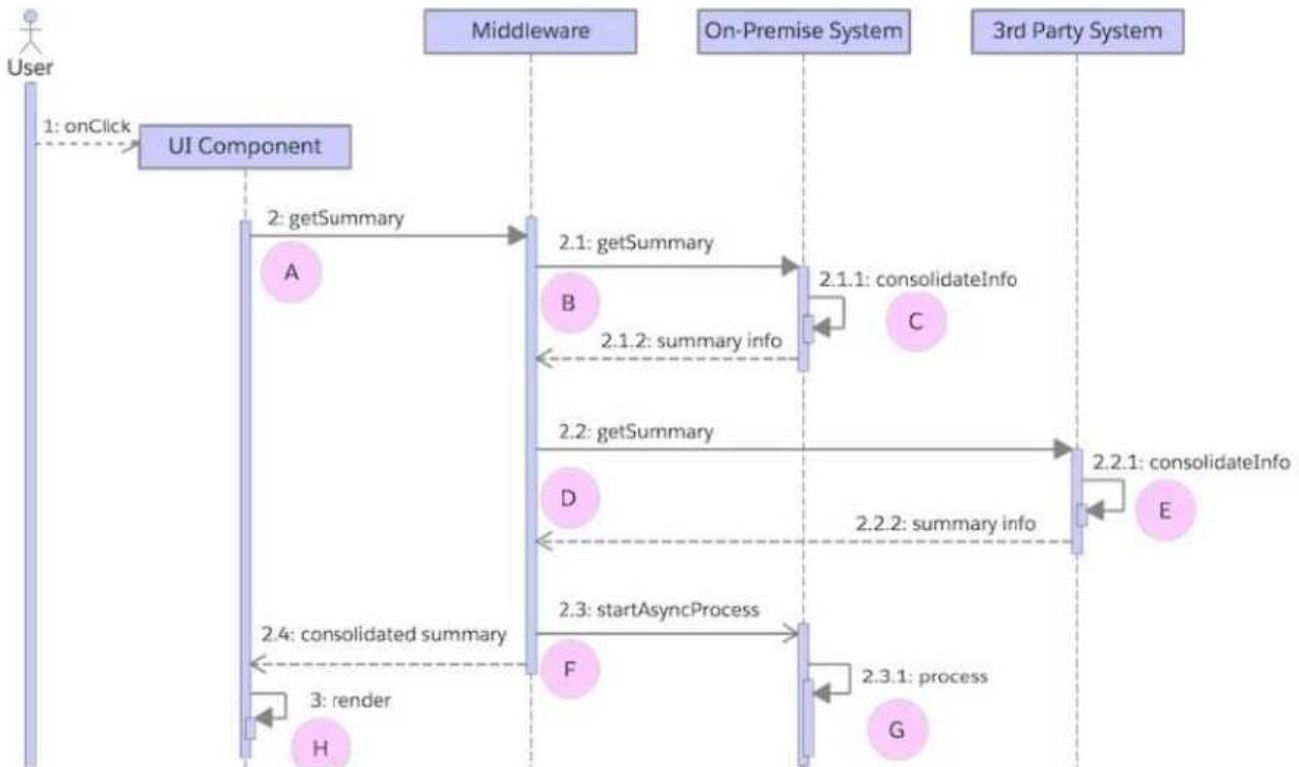 Middleware
On-Premise System
3rd Party System
User
1: onClick
UI Component
2: getSummary
A
2.1: getSummary
B
2.1.1: consolidateInfo
C
2.1.2: summary info
2.2: getSummary
2.2.1: consolidateInfo
D
E
2.2.2: summary info
2.3: startAsyncProcess
2.4: consolidated summary
F
2.3.1: process
3: render
G
H